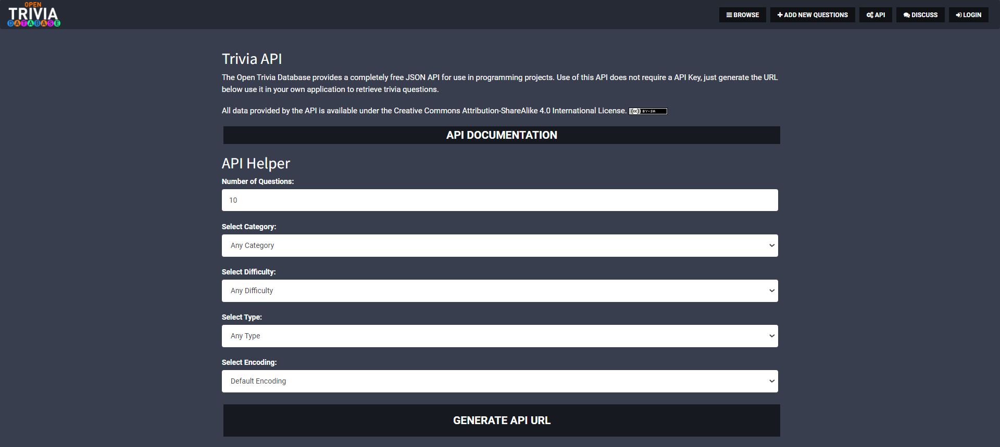 OPEN
TRIVIA
DATABASE
BROWSE
ADD NEW QUESTIONS
API
DISCUSS
LOGIN
Trivia API
The Open Trivia Database provides a completely free JSON API for use in programming projects. Use of this API does not require a API Key, just generate the URL
below use it in your own application to retrieve trivia questions.
All data provided by the API is available under the Creative Commons Attribution-ShareAlike 4.0 International License. cc BY-SA
API DOCUMENTATION
API Helper
Number of Questions:
10
Select Category:
Any Category
Select Difficulty:
Any Difficulty
Select Type:
Any Type
Select Encoding:
Default Encoding
GENERATE API URL